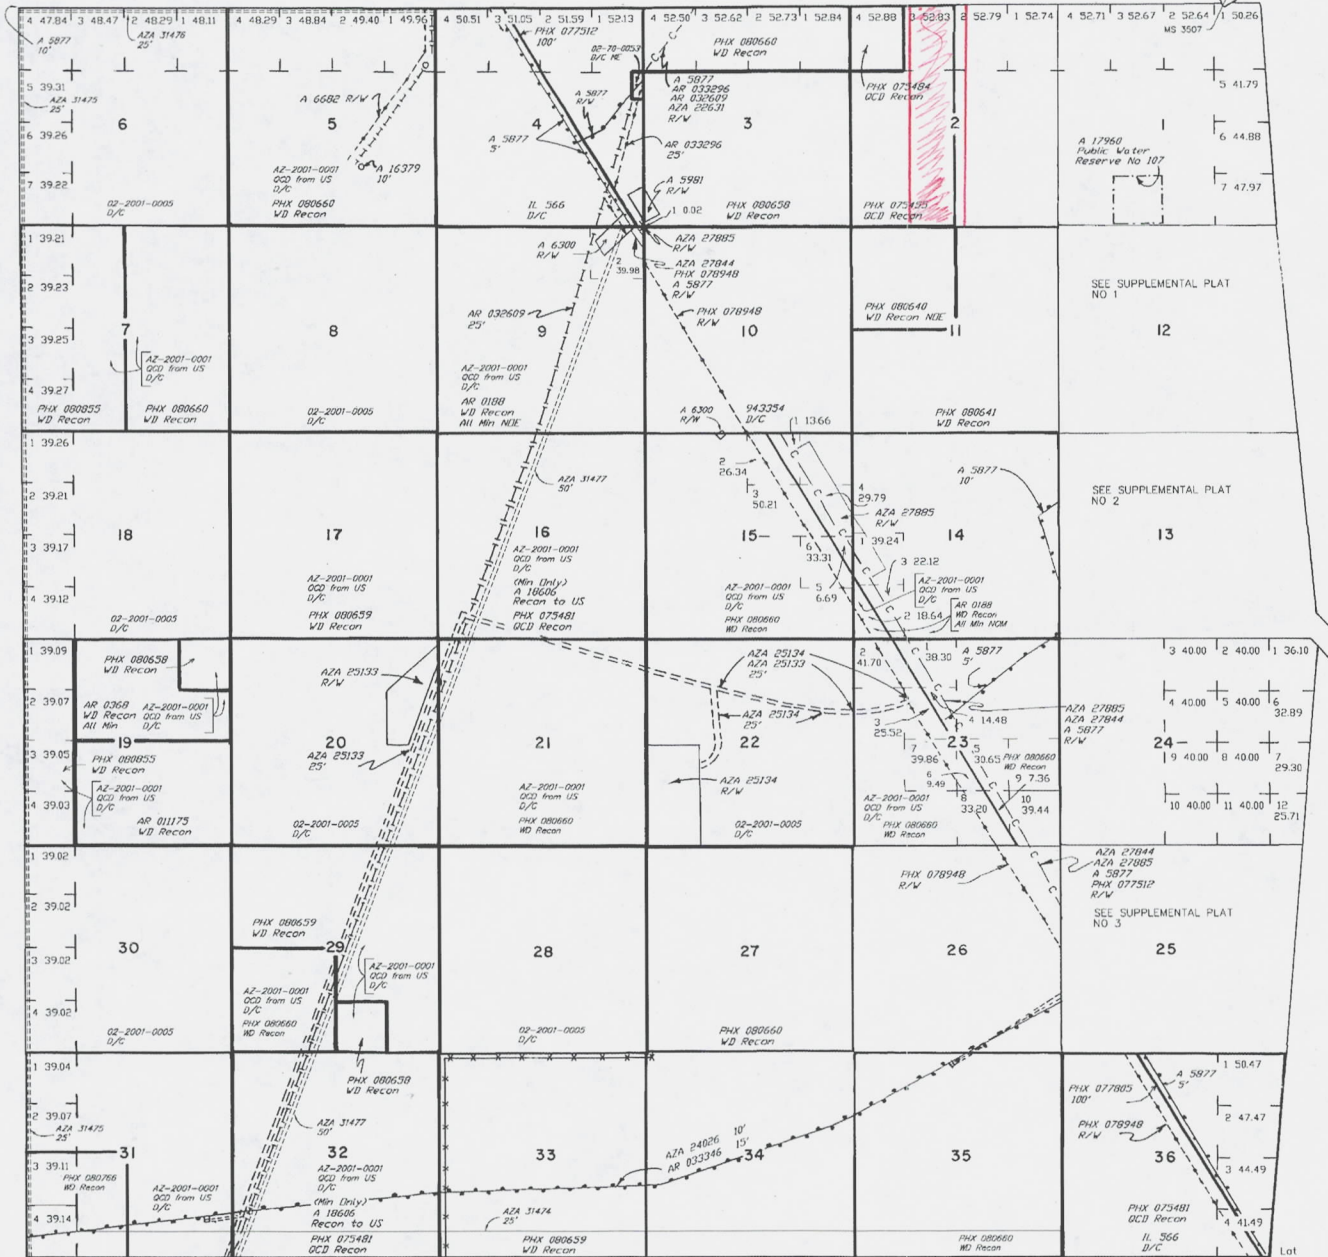 4 47.84 3 48.47 2 48.29 1 48.11
4 48.29 3 48.84 2 49.40 1 49.96
4 50.51 3 51.05 2 51.59 1 52.13
4 52.50 3 52.62 2 52.73 1 52.84
4 52.88 3 52.83 2 52.79 1 52.74
4 52.71 3 52.67 2 52.64 1 50.26
MS 3507
A 5877
10'
AZA 31476
25'
5 39.31
AZA 31475
25'
6
6 39.26
7 39.22
02-2001-0005
D/C
A 6682 R/W
5
A 16379
10'
AZ-2001-0001
QCD from US
D/C
PHX 080660
WD Recon
PHX 077512
100'
02-70-0053
D/C ME
A 5877
R/W
4
A 5877
5'
IL 566
D/C
PHX 080660
WD Recon
A 5877
AR 033296
AR 032609
AZA 22631
R/W
3
AR 033296
25'
A 5981
R/W
1 0.02
PHX 080658
WD Recon
PHX 075484
QCD Recon
2
PHX 075455
QCD Recon
5 41.79
1
6 44.88
A 17960
Public Water
Reserve No 107
7 47.97
1 39.21
2 39.23
3 39.25
7
AZ-2001-0001
QCD from US
D/C
4 39.27
PHX 080855
WD Recon
PHX 080660
WD Recon
8
02-2001-0005
D/C
A 6300
R/W
2
39.98
AR 032609
25'
9
AZ-2001-0001
QCD from US
D/C
AR 0188
WD Recon
All Min NOE
AZA 27885
R/W
AZA 27844
PHX 078948
A 5877
R/W
PHX 078948
R/W
10
A 6300
R/W
943354
D/C
PHX 080640
WD Recon NOE
11
PHX 080641
WD Recon
SEE SUPPLEMENTAL PLAT
NO 1
12
1 39.26
2 39.21
18
3 39.17
4 39.12
02-2001-0005
D/C
17
AZ-2001-0001
QCD from US
D/C
PHX 080659
WD Recon
AZA 31477
50'
16
AZ-2001-0001
QCD from US
D/C
(Min Only)
A 18606
Recon to US
PHX 075481
QCD Recon
1 13.66
2
26.34
3
50.21
4
29.79
AZA 27885
R/W
15
6
33.31
1 39.24
5
6.69
AZ-2001-0001
QCD from US
D/C
PHX 080660
WD Recon
A 5877
10'
14
3 22.12
AZ-2001-0001
QCD from US
D/C
2 18.64
AR 0188
WD Recon
All Min NOM
SEE SUPPLEMENTAL PLAT
NO 2
13
1 39.09
PHX 080658
WD Recon
2 39.07
AR 0368
WD Recon
All Min
AZ-2001-0001
QCD from US
D/C
19
3 39.05
PHX 080855
WD Recon
AZ-2001-0001
QCD from US
D/C
4 39.03
AR 011175
WD Recon
AZA 25133
R/W
20
AZA 25133
25'
02-2001-0005
D/C
21
AZ-2001-0001
QCD from US
D/C
PHX 080660
WD Recon
AZA 25134
AZA 25133
25'
AZA 25134
25'
22
AZA 25134
R/W
02-2001-0005
D/C
2
41.70
38.30
A 5877
5'
3
25.52
4 14.48
23
7
39.86
5
30.65
PHX 080660
WD Recon
6
9.49
9 7.36
8
33.20
10
39.44
AZ-2001-0001
QCD from US
D/C
PHX 080660
WD Recon
AZA 27885
AZA 27844
A 5877
R/W
3 40.00 2 40.00 1 36.10
4 40.00 5 40.00 6
32.89
24
9 40.00 8 40.00 7
29.30
10 40.00 11 40.00 12
25.71
1 39.02
2 39.02
30
3 39.02
4 39.02
02-2001-0005
D/C
PHX 080659
WD Recon
29
AZ-2001-0001
QCD from US
D/C
AZ-2001-0001
QCD from US
D/C
PHX 080660
WD Recon
28
02-2001-0005
D/C
27
PHX 080660
WD Recon
PHX 078948
R/W
26
AZA 27844
AZA 27885
A 5877
PHX 077512
R/W
SEE SUPPLEMENTAL PLAT
NO 3
25
1 39.04
2 39.07
AZA 31475
25'
31
3 39.11
PHX 080766
WD Recon
AZ-2001-0001
QCD from US
D/C
4 39.14
PHX 080658
WD Recon
AZA 31477
50'
32
AZ-2001-0001
QCD from US
D/C
(Min Only)
A 18606
Recon to US
PHX 075481
QCD Recon
33
AZA 31474
25'
PHX 080659
WD Recon
AZA 24026 10'
AR 033346 15'
34
35
PHX 080660
WD Recon
1 50.47
A 5877
5'
PHX 077805
100'
2 47.47
PHX 078948
R/W
36
3 44.49
PHX 075481
QCD Recon
4 41.49
IL 566
D/C
Lot